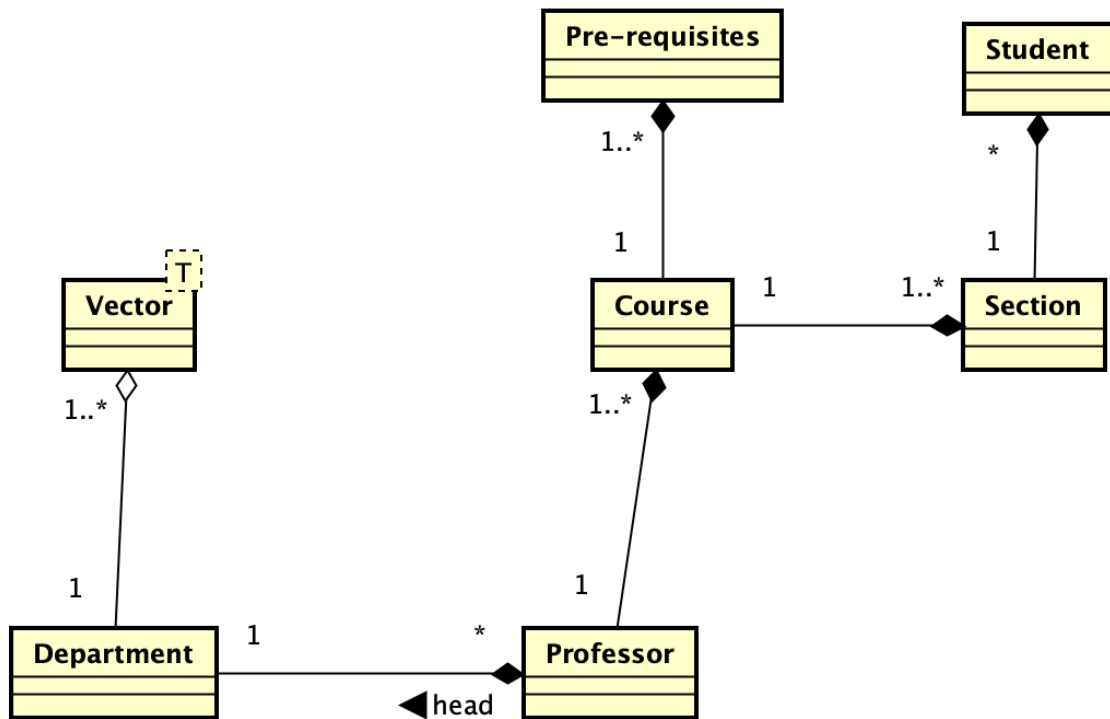 Pre-requisites
Student
1..*
*
1
1
T
Vector
Course
1
1..*
Section
1..*
1..*
1
1
Department
1
*
Professor
head